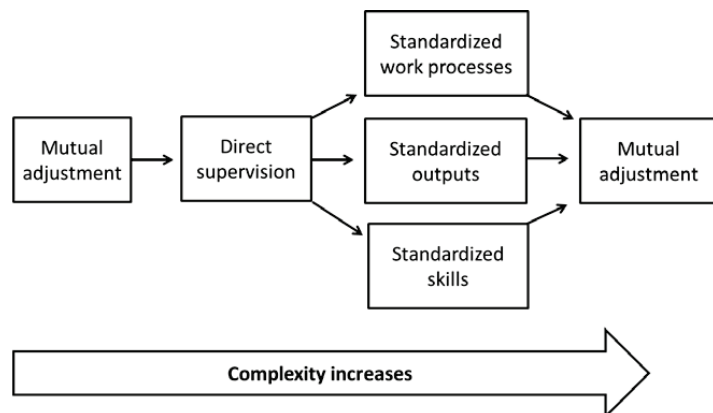 Mutual
adjustment
Direct
supervision
Standardized
work processes
Standardized
outputs
Standardized
skills
Mutual
adjustment
Complexity increases